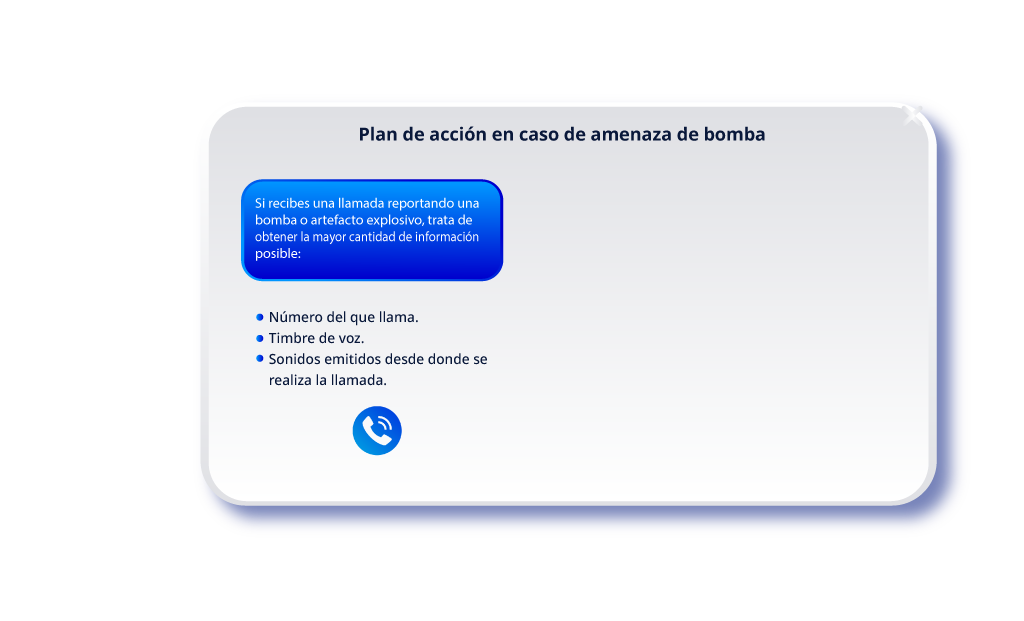 Plan de acción en caso de amenaza de bomba
Si recibes una llamada reportando una
bomba o artefacto explosivo, trata de
obtener la mayor cantidad de información
posible:
Número del que llama.
Timbre de voz.
Sonidos emitidos desde donde se
realiza la llamada.